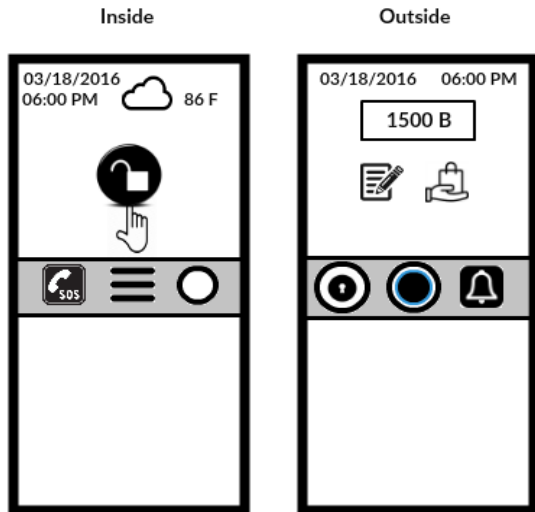 Inside
Outside
03/18/2016
06:00 PM
86 F
SOS
03/18/2016 06:00 PM
1500 B